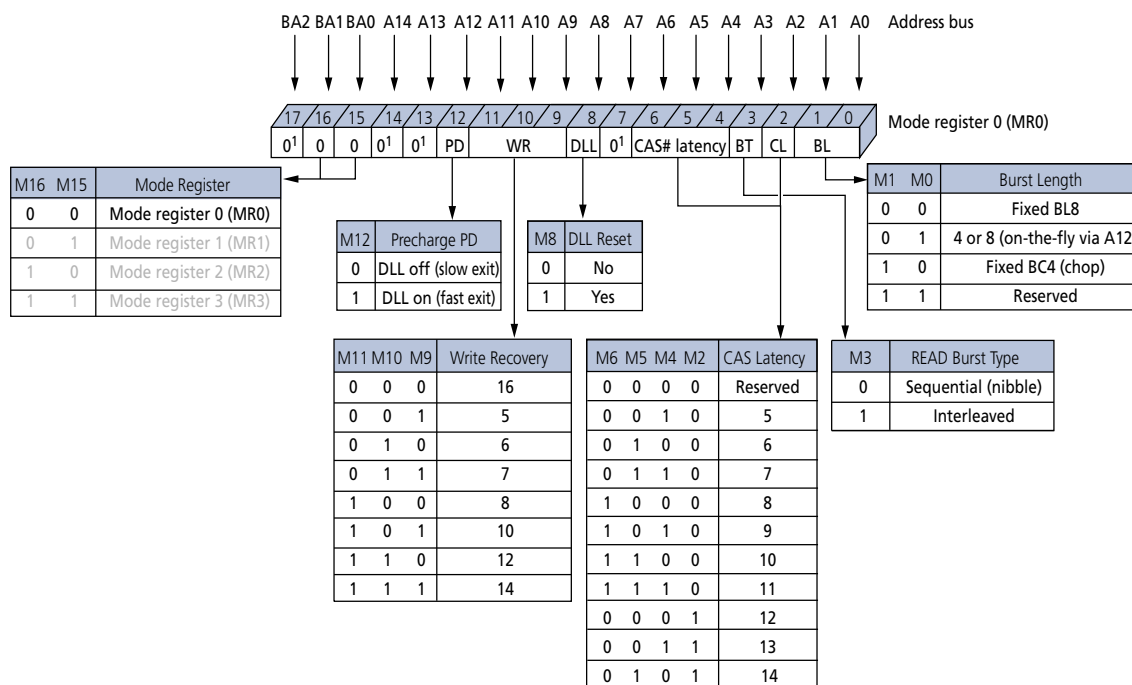 BA2 BA1 BA0 A14 A13 A12 A11 A10 A9 A8 A7 A6 A5 A4 A3 A2 A1 A0 Address bus
17 16 15 14 13 12 11 10 9 8 7 6 5 4 3 2 1 0 Mode register 0 (MR0)
0¹ 0 0 0¹ 0¹ PD WR DLL 0¹ CAS# latency BT CL BL
M16 M15 Mode Register
0 0 Mode register 0 (MR0)
0 1 Mode register 1 (MR1)
1 0 Mode register 2 (MR2)
1 1 Mode register 3 (MR3)
M12 Precharge PD
0 DLL off (slow exit)
1 DLL on (fast exit)
M8 DLL Reset
0 No
1 Yes
M1 M0 Burst Length
0 0 Fixed BL8
0 1 4 or 8 (on-the-fly via A12
1 0 Fixed BC4 (chop)
1 1 Reserved
M11 M10 M9 Write Recovery
0 0 0 16
0 0 1 5
0 1 0 6
0 1 1 7
1 0 0 8
1 0 1 10
1 1 0 12
1 1 1 14
M6 M5 M4 M2 CAS Latency
0 0 0 0 Reserved
0 0 1 0 5
0 1 0 0 6
0 1 1 0 7
1 0 0 0 8
1 0 1 0 9
1 1 0 0 10
1 1 1 0 11
0 0 0 1 12
0 0 1 1 13
0 1 0 1 14
M3 READ Burst Type
0 Sequential (nibble)
1 Interleaved